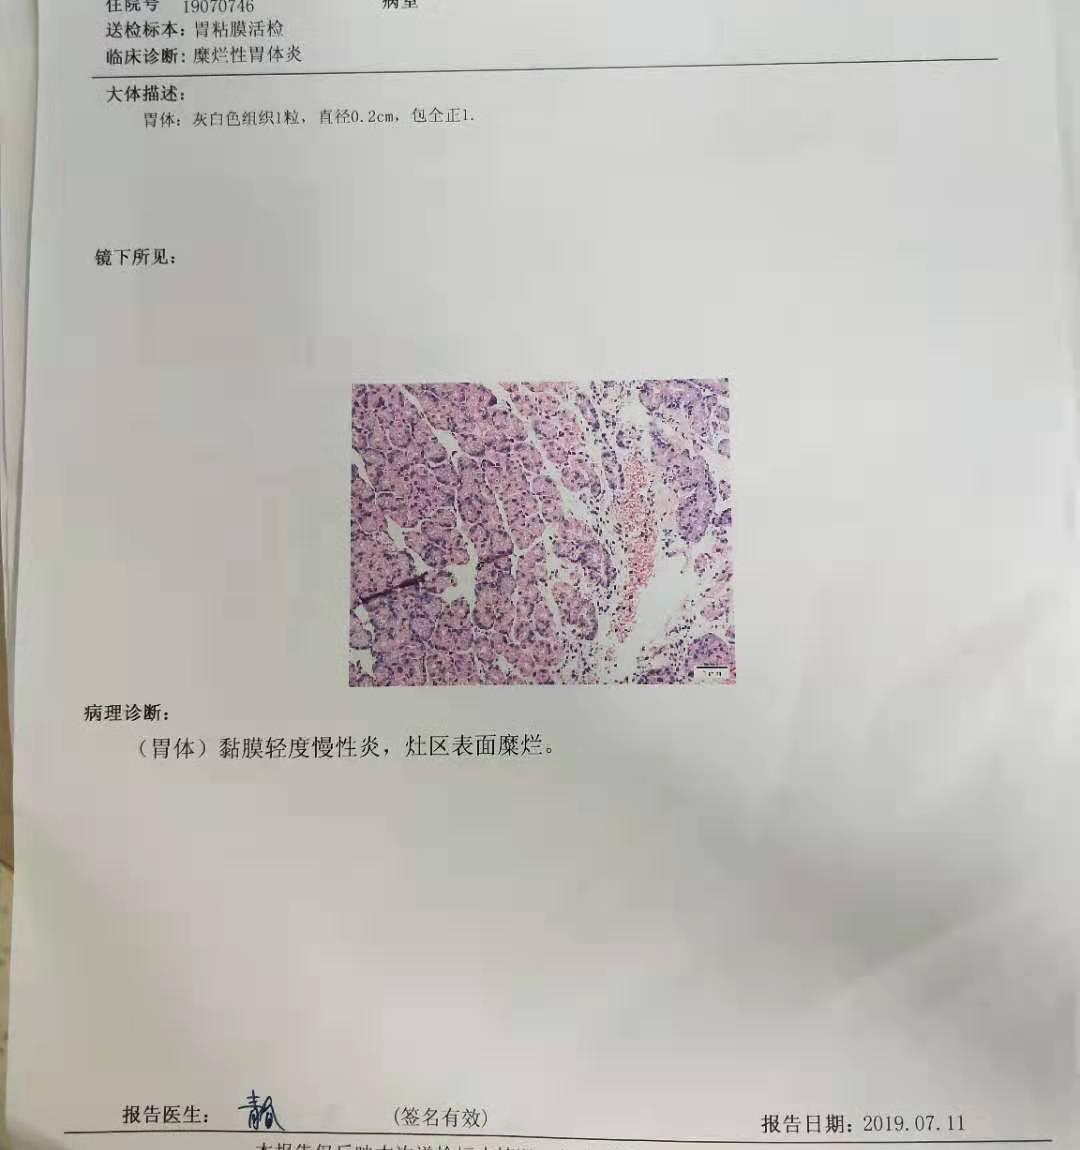 住院号 19070746 病室
送检标本：胃粘膜活检
临床诊断：糜烂性胃体炎
大体描述：
胃体：灰白色组织1粒，直径0.2cm，包全正1.
镜下所见：
病理诊断：
（胃体）黏膜轻度慢性炎，灶区表面糜烂。
报告医生： (签名有效) 报告日期：2019.07.11